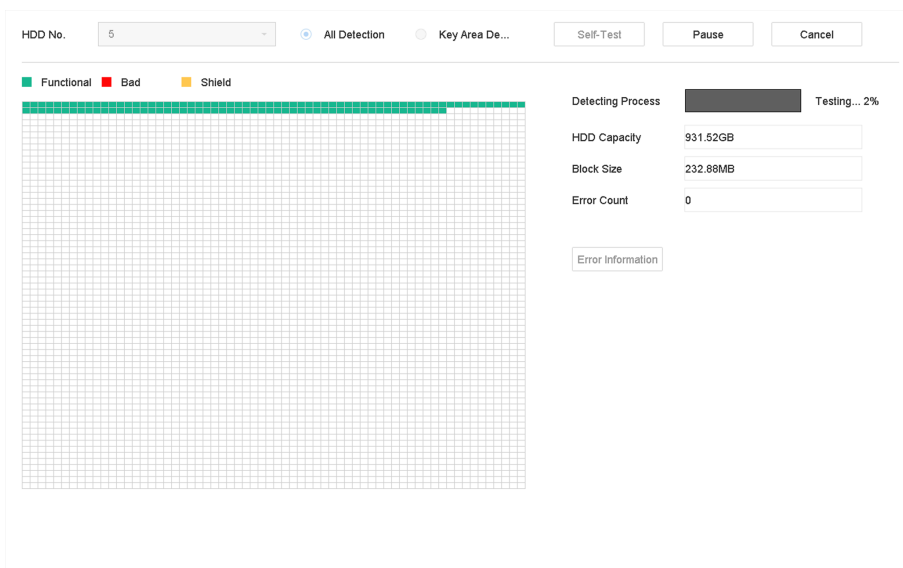 HDD No. 5 All Detection Key Area De... Self-Test Pause Cancel
Functional Bad Shield
Detecting Process Testing... 2%
HDD Capacity 931.52GB
Block Size 232.88MB
Error Count 0
Error Information